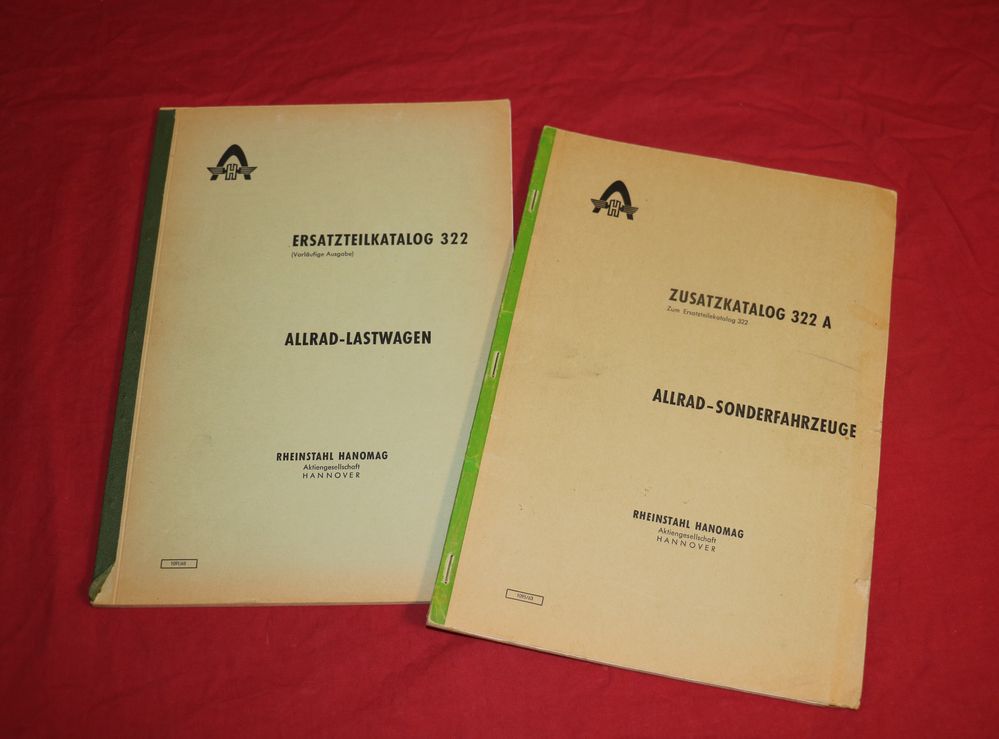 H
ERSATZTEILKATALOG 322
(Vorläufige Ausgabe)
ALLRAD-LASTWAGEN
RHEINSTAHL HANOMAG
Aktiengesellschaft
HANNOVER
H
ZUSATZKATALOG 322 A
Zum Ersatzteilekatalog 322
ALLRAD-SONDERFAHRZEUGE
RHEINSTAHL HANOMAG
Aktiengesellschaft
HANNOVER